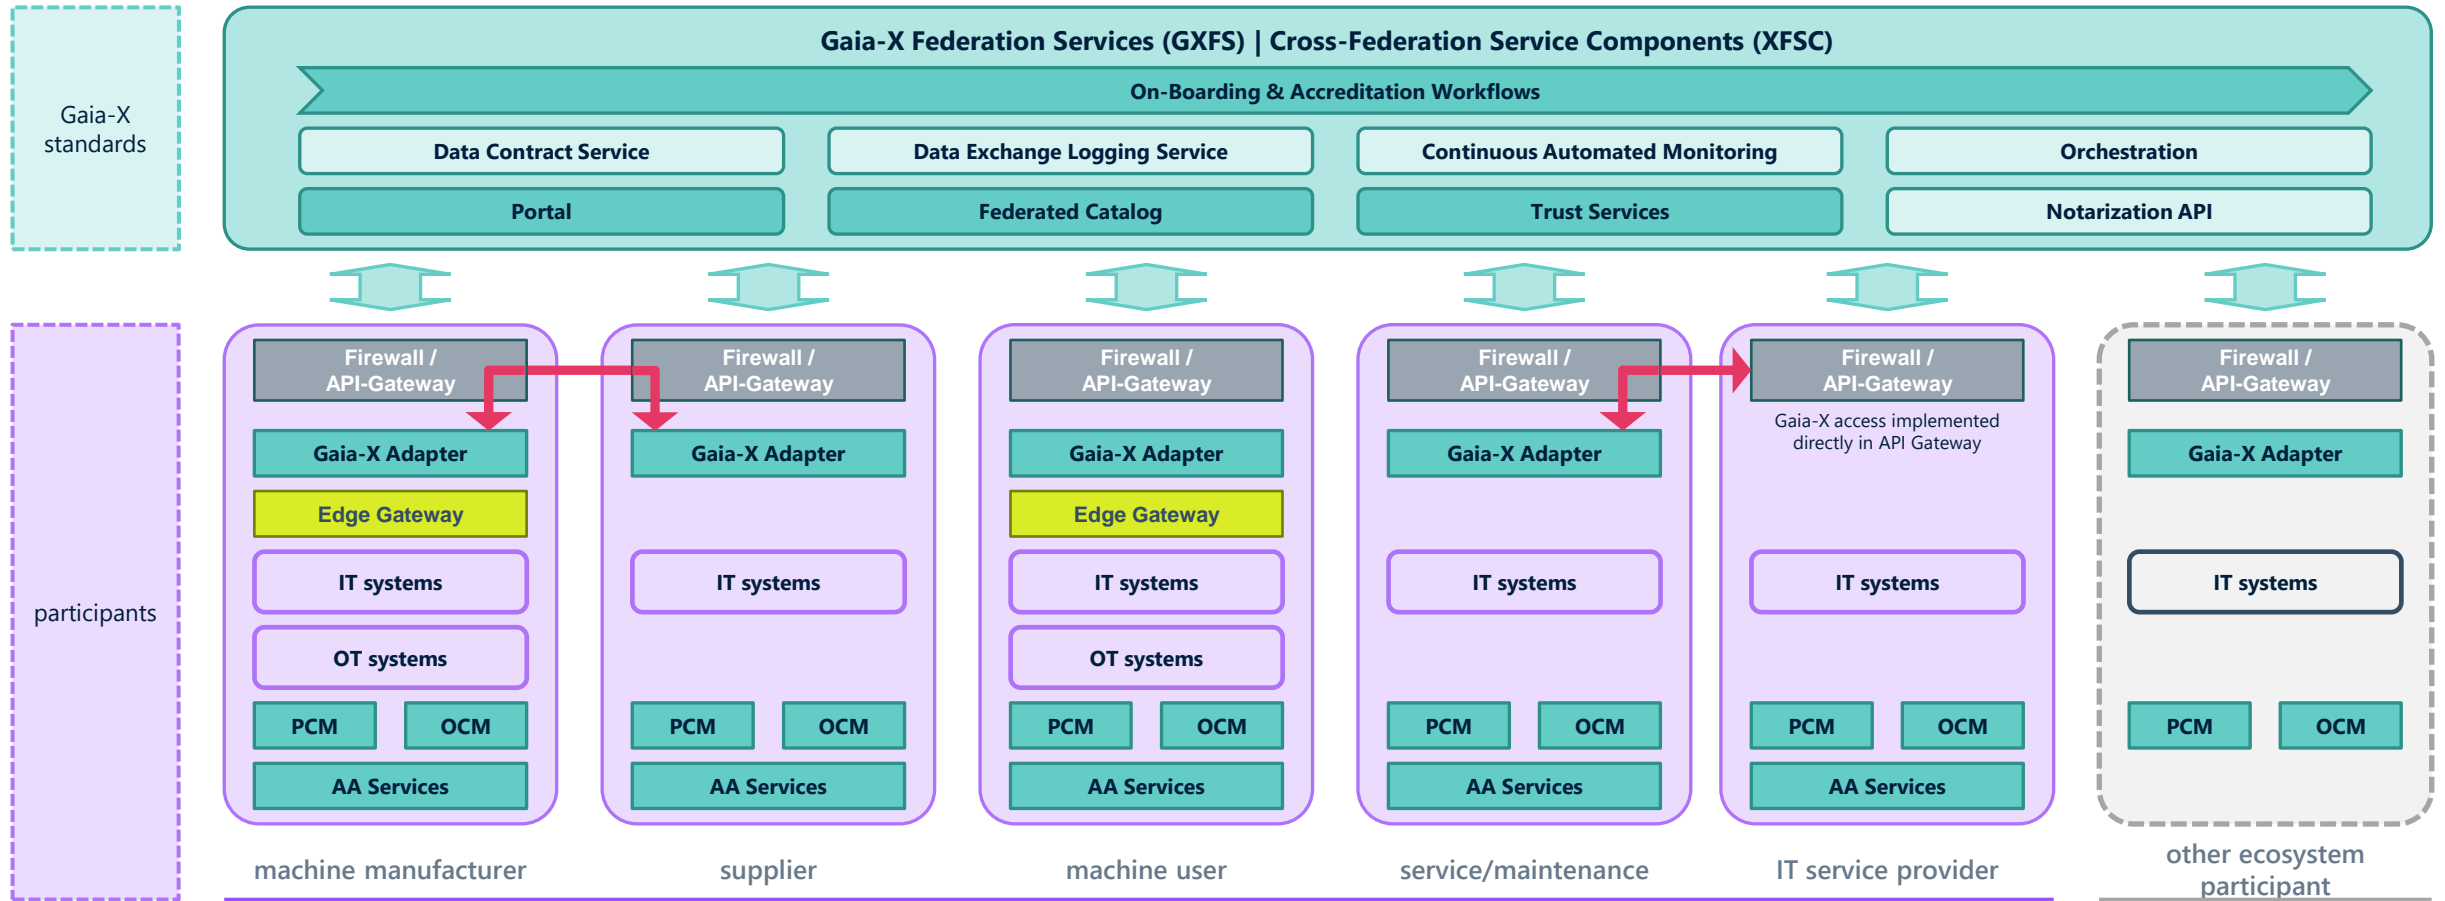 Gaia-X
standards
Gaia-X Federation Services (GXFS) | Cross-Federation Service Components (XFSC)
On-Boarding & Accreditation Workflows
Data Contract Service
Data Exchange Logging Service
Continuous Automated Monitoring
Orchestration
Portal
Federated Catalog
Trust Services
Notarization API
participants
Firewall /
API-Gateway
Gaia-X Adapter
Edge Gateway
IT systems
OT systems
PCM
OCM
AA Services
machine manufacturer
Firewall /
API-Gateway
Gaia-X Adapter
IT systems
PCM
OCM
AA Services
supplier
Firewall /
API-Gateway
Gaia-X Adapter
Edge Gateway
IT systems
OT systems
PCM
OCM
AA Services
machine user
Firewall /
API-Gateway
Gaia-X Adapter
IT systems
PCM
OCM
AA Services
service/maintenance
Firewall /
API-Gateway
Gaia-X access implemented
directly in API Gateway
IT systems
PCM
OCM
AA Services
IT service provider
Firewall /
API-Gateway
Gaia-X Adapter
IT systems
PCM
OCM
other ecosystem
participant